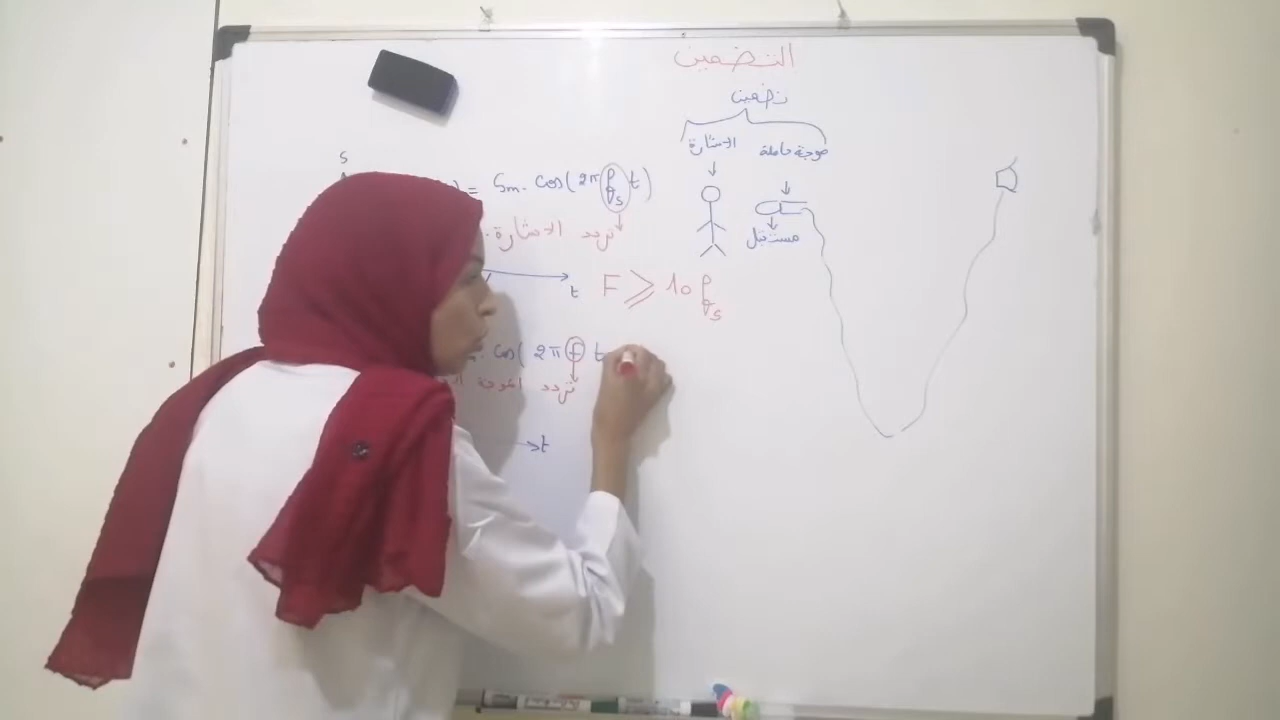 التضمين
تضمين
الاشارة موجة حاملة
مستقبل
S
) = Sm. cos(2π fs t)
تردد الاشارة.
t
F ⩾ 10 fs
. cos( 2π F t
تردد الموجة
t